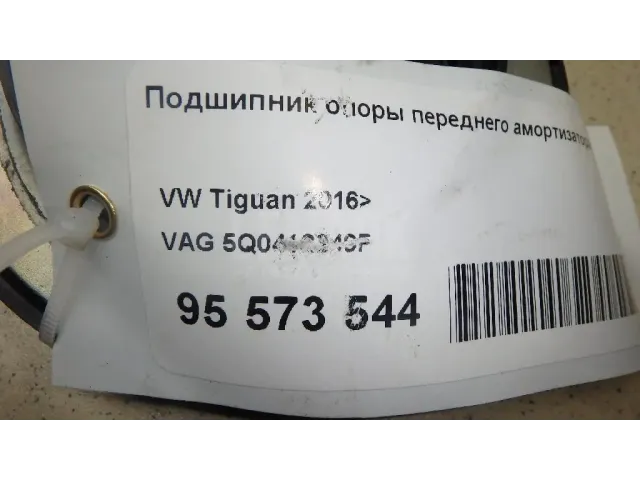 Подшипник опоры переднего
VW Tiguan 2016>
VAG
95 573 544